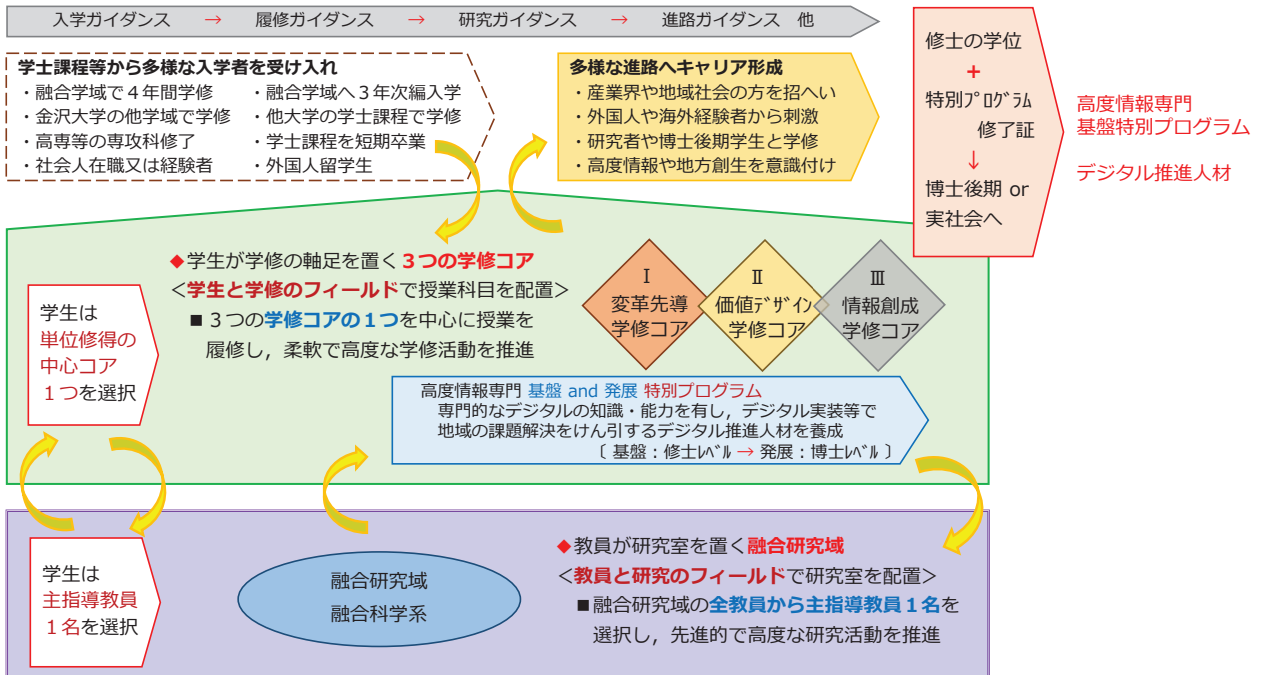 入学ガイダンス → 履修ガイダンス → 研究ガイダンス → 進路ガイダンス 他
学士課程等から多様な入学者を受け入れ
・融合学域で４年間学修 ・融合学域へ３年次編入学
・金沢大学の他学域で学修 ・他大学の学士課程で学修
・高専等の専攻科修了 ・学士課程を短期卒業
・社会人在職又は経験者 ・外国人留学生
多様な進路へキャリア形成
・産業界や地域社会の方を招へい
・外国人や海外経験者から刺激
・研究者や博士後期学生と学修
・高度情報や地方創生を意識付け
修士の学位
＋
特別ﾌﾟﾛｸﾞﾗﾑ
修了証
↓
博士後期 or
実社会へ
高度情報専門
基盤特別プログラム
デジタル推進人材
◆学生が学修の軸足を置く３つの学修コア
＜学生と学修のフィールドで授業科目を配置＞
■３つの学修コアの１つを中心に授業を
履修し，柔軟で高度な学修活動を推進
Ⅰ
変革先導
学修コア
Ⅱ
価値ﾃﾞｻﾞｲﾝ
学修コア
Ⅲ
情報創成
学修コア
学生は
単位修得の
中心コア
１つを選択
高度情報専門 基盤 and 発展 特別プログラム
専門的なデジタルの知識・能力を有し，デジタル実装等で
地域の課題解決をけん引するデジタル推進人材を養成
〔 基盤：修士ﾚﾍﾞﾙ → 発展：博士ﾚﾍﾞﾙ 〕
学生は
主指導教員
１名を選択
融合研究域
融合科学系
◆教員が研究室を置く融合研究域
＜教員と研究のフィールドで研究室を配置＞
■融合研究域の全教員から主指導教員１名を
選択し，先進的で高度な研究活動を推進